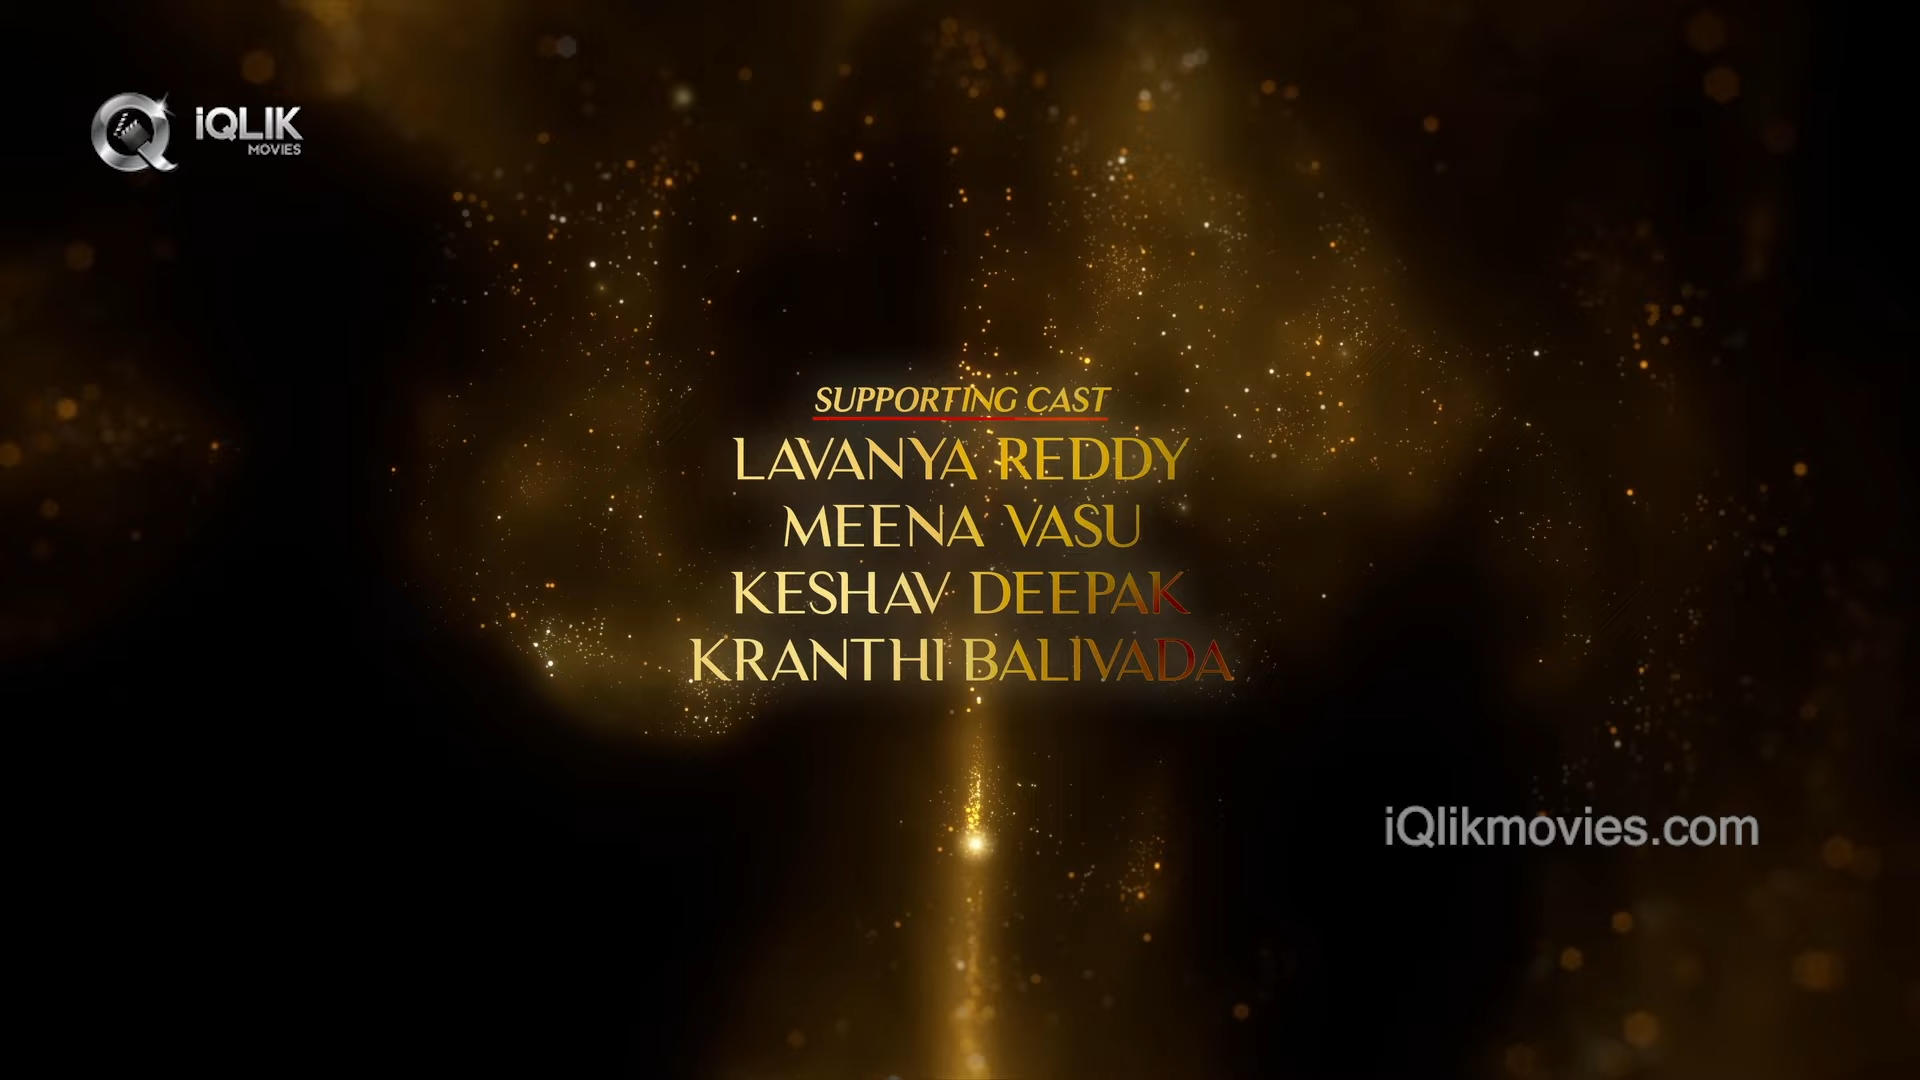 iQLIK
MOVIES
SUPPORTING CAST
LAVANYA REDDY
MEENA VASU
KESHAV DEEPAK
KRANTHI BALIVADA
iQlikmovies.com